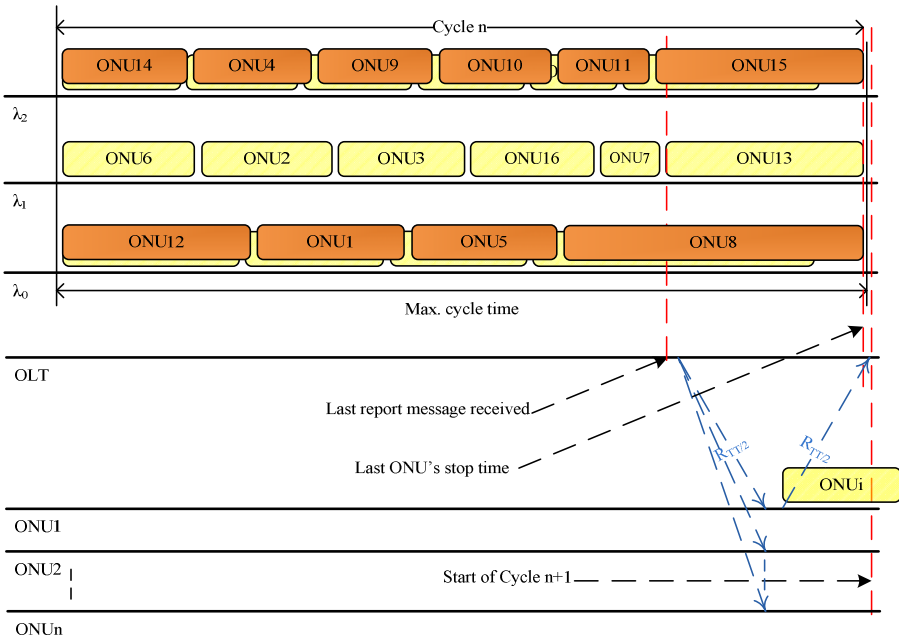 Cycle n
ONU14 ONU4 ONU9 ONU10 ONU11 ONU15
λ2
ONU6 ONU2 ONU3 ONU16 ONU7 ONU13
λ1
ONU12 ONU1 ONU5 ONU8
λ0
Max. cycle time
OLT
Last report message received
RTT/2
RTT/2
Last ONU's stop time
ONUi
ONU1
ONU2
Start of Cycle n+1
ONUn